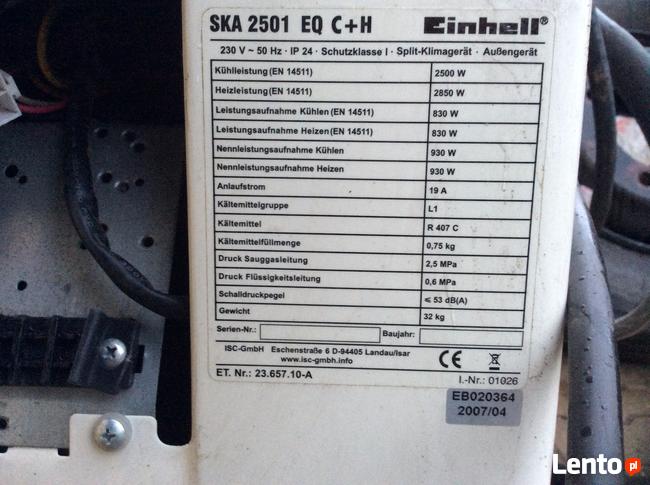 SKA 2501 EQ C+H Einhell®
230 V ~ 50 Hz · IP 24 · Schutzklasse I · Split-Klimagerät · Außengerät
Kühlleistung (EN 14511) 2500 W
Heizleistung (EN 14511) 2850 W
Leistungsaufnahme Kühlen (EN 14511) 830 W
Leistungsaufnahme Heizen (EN 14511) 830 W
Nennleistungsaufnahme Kühlen 930 W
Nennleistungsaufnahme Heizen 930 W
Anlaufstrom 19 A
Kältemittelgruppe L1
Kältemittel R 407 C
Kältemittelfüllmenge 0,75 kg
Druck Sauggasleitung 2,5 MPa
Druck Flüssigkeitsleitung 0,6 MPa
Schalldruckpegel ≤ 53 dB(A)
Gewicht 32 kg
Serien-Nr.: Baujahr:
ISC-GmbH Eschenstraße 6 D-94405 Landau/Isar
www.isc-gmbh.info
CE
ET. Nr.: 23.657.10-A I.-Nr.: 01026
EB020364
2007/04
Lento.pl